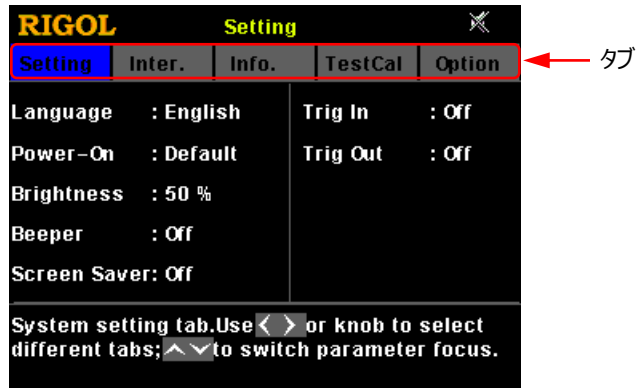 RIGOL Setting
Setting Inter. Info. TestCal Option
タブ
Language : English Trig In : Off
Power-On : Default Trig Out : Off
Brightness : 50 %
Beeper : Off
Screen Saver: Off
System setting tab.Use < > or knob to select
different tabs; ∧ ∨ to switch parameter focus.